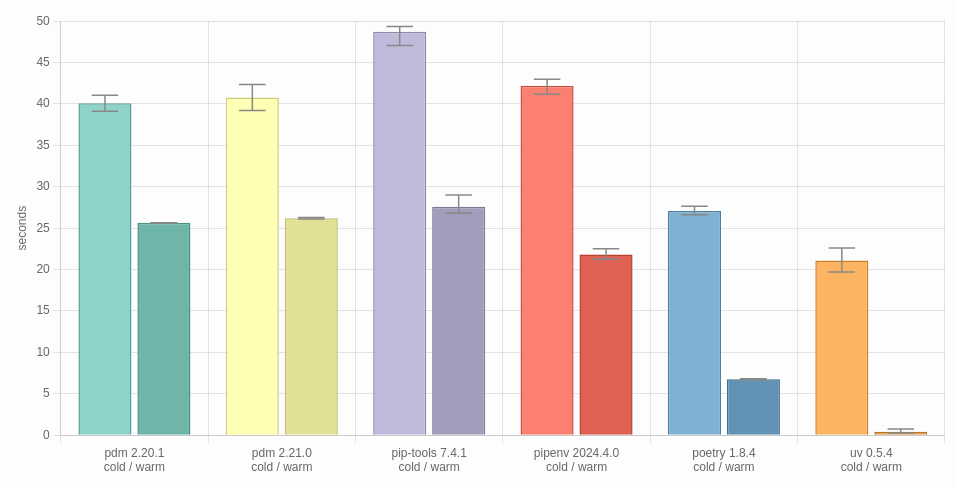 50
45
40
35
30
25
20
15
10
5
0
seconds
pdm 2.20.1
cold / warm
pdm 2.21.0
cold / warm
pip-tools 7.4.1
cold / warm
pipenv 2024.4.0
cold / warm
poetry 1.8.4
cold / warm
uv 0.5.4
cold / warm